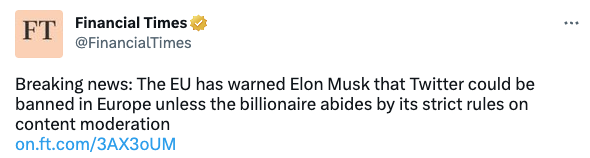 FT
Financial Times
@FinancialTimes
Breaking news: The EU has warned Elon Musk that Twitter could be
banned in Europe unless the billionaire abides by its strict rules on
content moderation
on.ft.com/3AX3oUM